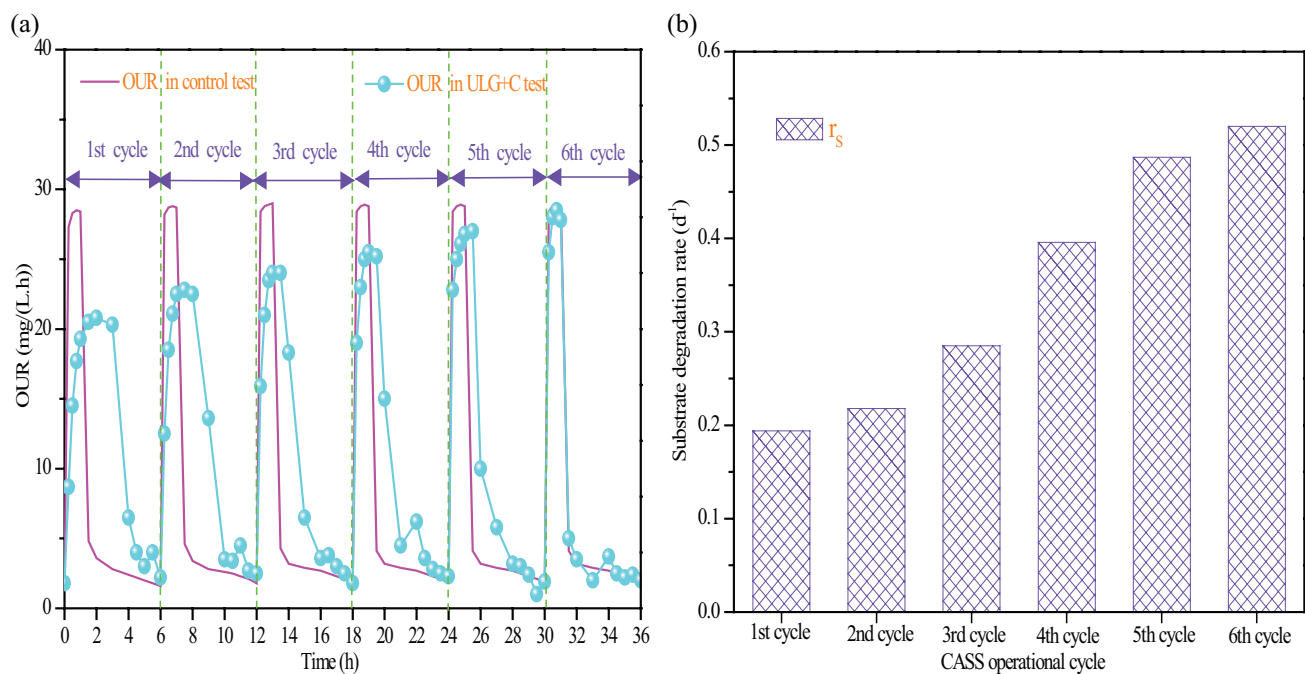 (a)
40
30
20
10
0
OUR (mg/(L.h)
OUR in control test
OUR in ULG+C test
1st cycle
2nd cycle
3rd cycle
4th cycle
5th cycle
6th cycle
0 2 4 6 8 10 12 14 16 18 20 22 24 26 28 30 32 34 36
Time (h)
(b)
0.6
0.5
0.4
0.3
0.2
0.1
0.0
Substrate degradation rate (d⁻¹)
rₛ
1st cycle 2nd cycle 3rd cycle 4th cycle 5th cycle 6th cycle
CASS operational cycle